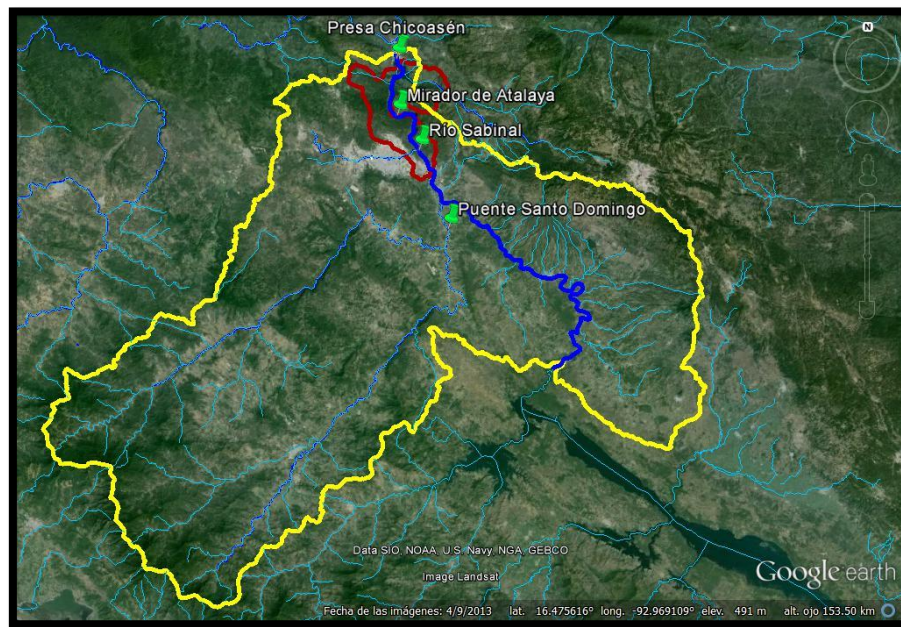 N
Presa Chicoasén
Mirador de Atalaya
Río Sabinal
Puente Santo Domingo
Data SIO, NOAA, U.S. Navy, NGA, GEBCO
Image Landsat
Google earth
Fecha de las imágenes: 4/9/2013 lat. 16.475616° long. -92.969109° elev. 491 m alt. ojo 153.50 km